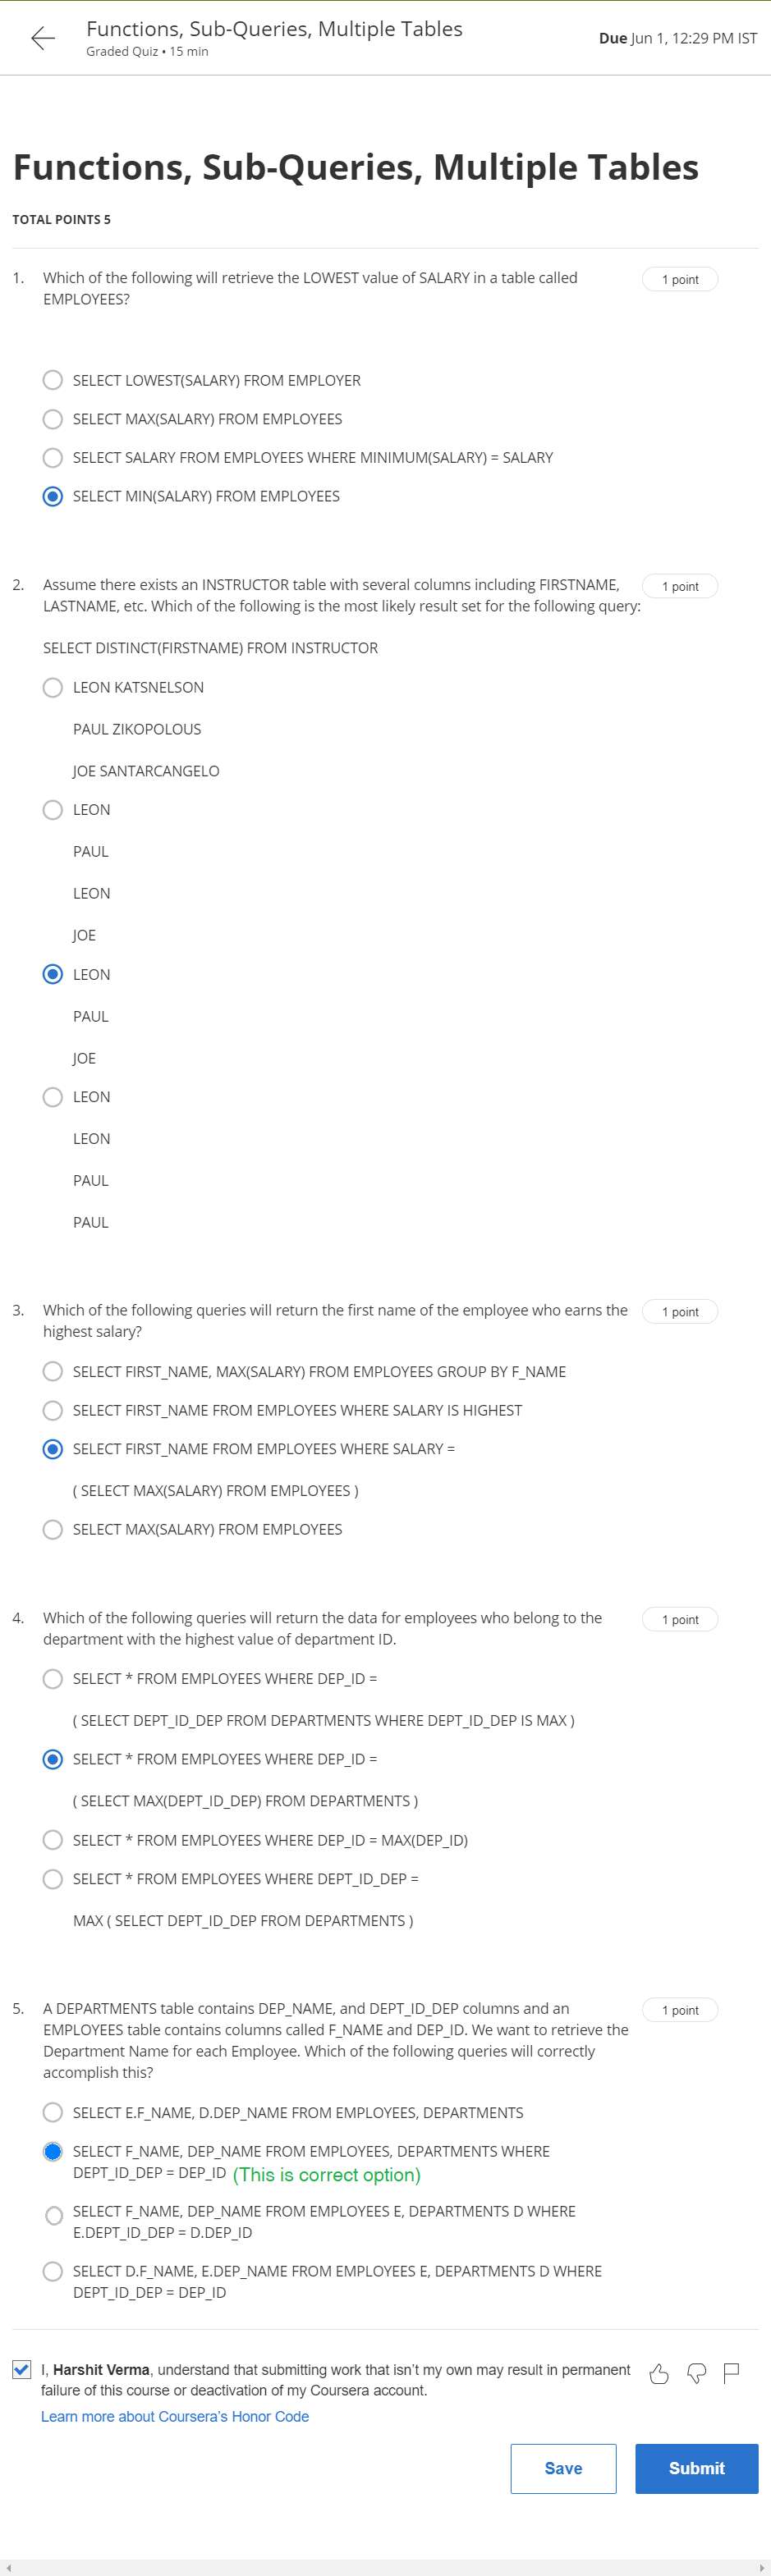 Functions, Sub-Queries, Multiple Tables
Graded Quiz • 15 min
Due Jun 1, 12:29 PM IST
Functions, Sub-Queries, Multiple Tables
TOTAL POINTS 5
1. Which of the following will retrieve the LOWEST value of SALARY in a table called
EMPLOYEES?
1 point
SELECT LOWEST(SALARY) FROM EMPLOYER
SELECT MAX(SALARY) FROM EMPLOYEES
SELECT SALARY FROM EMPLOYEES WHERE MINIMUM(SALARY) = SALARY
SELECT MIN(SALARY) FROM EMPLOYEES
2. Assume there exists an INSTRUCTOR table with several columns including FIRSTNAME,
LASTNAME, etc. Which of the following is the most likely result set for the following query:
1 point
SELECT DISTINCT(FIRSTNAME) FROM INSTRUCTOR
LEON KATSNELSON
PAUL ZIKOPOLOUS
JOE SANTARCANGELO
LEON
PAUL
LEON
JOE
LEON
PAUL
JOE
LEON
LEON
PAUL
PAUL
3. Which of the following queries will return the first name of the employee who earns the
highest salary?
1 point
SELECT FIRST_NAME, MAX(SALARY) FROM EMPLOYEES GROUP BY F_NAME
SELECT FIRST_NAME FROM EMPLOYEES WHERE SALARY IS HIGHEST
SELECT FIRST_NAME FROM EMPLOYEES WHERE SALARY =
( SELECT MAX(SALARY) FROM EMPLOYEES )
SELECT MAX(SALARY) FROM EMPLOYEES
4. Which of the following queries will return the data for employees who belong to the
department with the highest value of department ID.
1 point
SELECT * FROM EMPLOYEES WHERE DEP_ID =
( SELECT DEPT_ID_DEP FROM DEPARTMENTS WHERE DEPT_ID_DEP IS MAX )
SELECT * FROM EMPLOYEES WHERE DEP_ID =
( SELECT MAX(DEPT_ID_DEP) FROM DEPARTMENTS )
SELECT * FROM EMPLOYEES WHERE DEP_ID = MAX(DEP_ID)
SELECT * FROM EMPLOYEES WHERE DEPT_ID_DEP =
MAX ( SELECT DEPT_ID_DEP FROM DEPARTMENTS )
5. A DEPARTMENTS table contains DEP_NAME, and DEPT_ID_DEP columns and an
EMPLOYEES table contains columns called F_NAME and DEP_ID. We want to retrieve the
Department Name for each Employee. Which of the following queries will correctly
accomplish this?
1 point
SELECT E.F_NAME, D.DEP_NAME FROM EMPLOYEES, DEPARTMENTS
SELECT F_NAME, DEP_NAME FROM EMPLOYEES, DEPARTMENTS WHERE
DEPT_ID_DEP = DEP_ID (This is correct option)
SELECT F_NAME, DEP_NAME FROM EMPLOYEES E, DEPARTMENTS D WHERE
E.DEPT_ID_DEP = D.DEP_ID
SELECT D.F_NAME, E.DEP_NAME FROM EMPLOYEES E, DEPARTMENTS D WHERE
DEPT_ID_DEP = DEP_ID
I, Harshit Verma, understand that submitting work that isn't my own may result in permanent
failure of this course or deactivation of my Coursera account.
Learn more about Coursera's Honor Code
Save
Submit